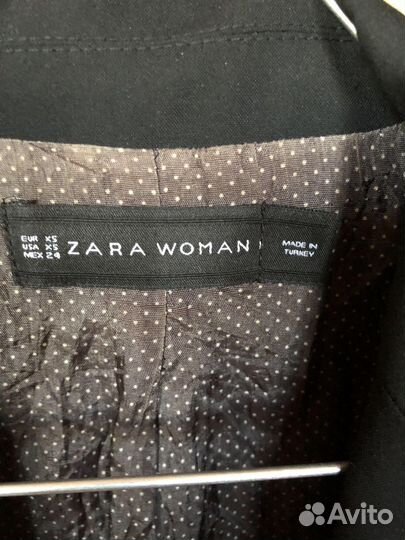 EUR XS
USA XS
MEX 24
ZARA WOMAN
MADE IN
TURKEY
Avito